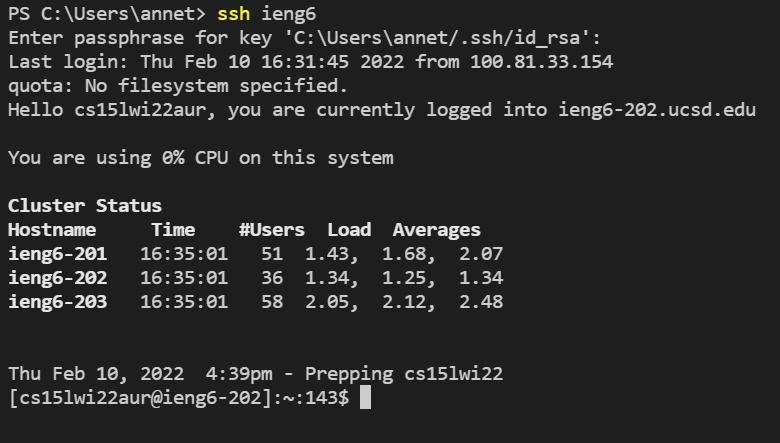 PS C:\Users\annet> ssh ieng6
Enter passphrase for key 'C:\Users\annet/.ssh/id_rsa':
Last login: Thu Feb 10 16:31:45 2022 from 100.81.33.154
quota: No filesystem specified.
Hello cs15lwi22aur, you are currently logged into ieng6-202.ucsd.edu
You are using 0% CPU on this system
Cluster Status
Hostname     Time    #Users  Load  Averages
ieng6-201   16:35:01   51  1.43,  1.68,  2.07
ieng6-202   16:35:01   36  1.34,  1.25,  1.34
ieng6-203   16:35:01   58  2.05,  2.12,  2.48
Thu Feb 10, 2022  4:39pm - Prepping cs15lwi22
[cs15lwi22aur@ieng6-202]:~:143$